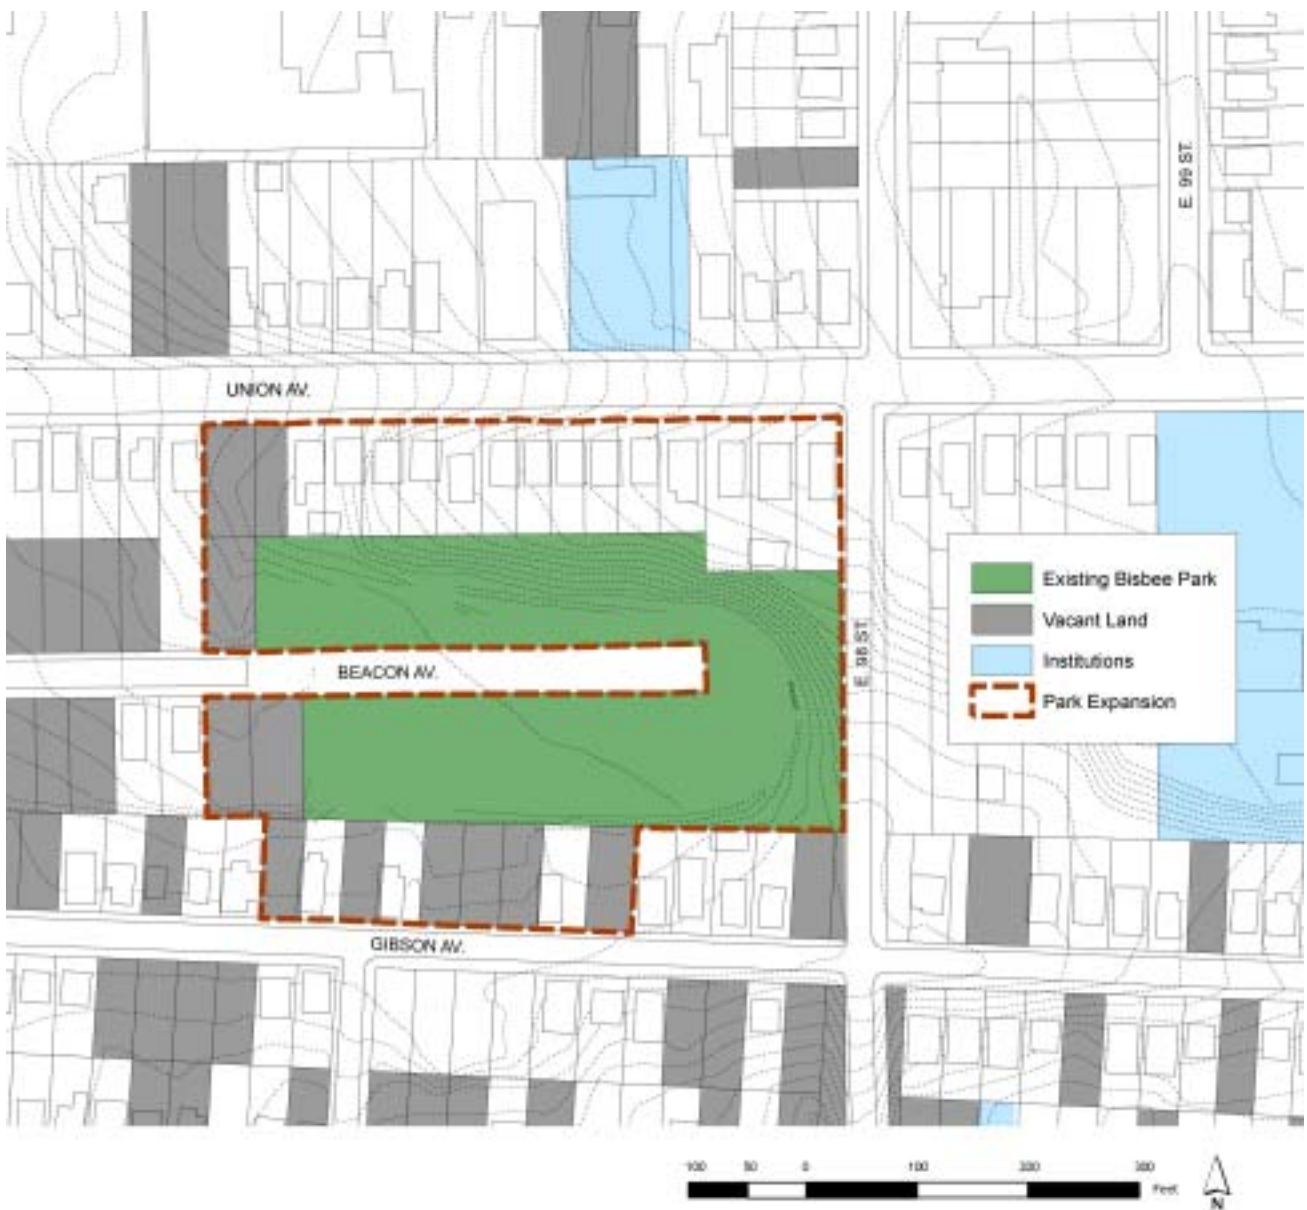 E 99 ST.
UNION AV.
Existing Bisbee Park
Vacant Land
E 98 ST.
Institutions
BEACON AV.
Park Expansion
GIBSON AV.
100 50 0 100 200 300
Feet
N